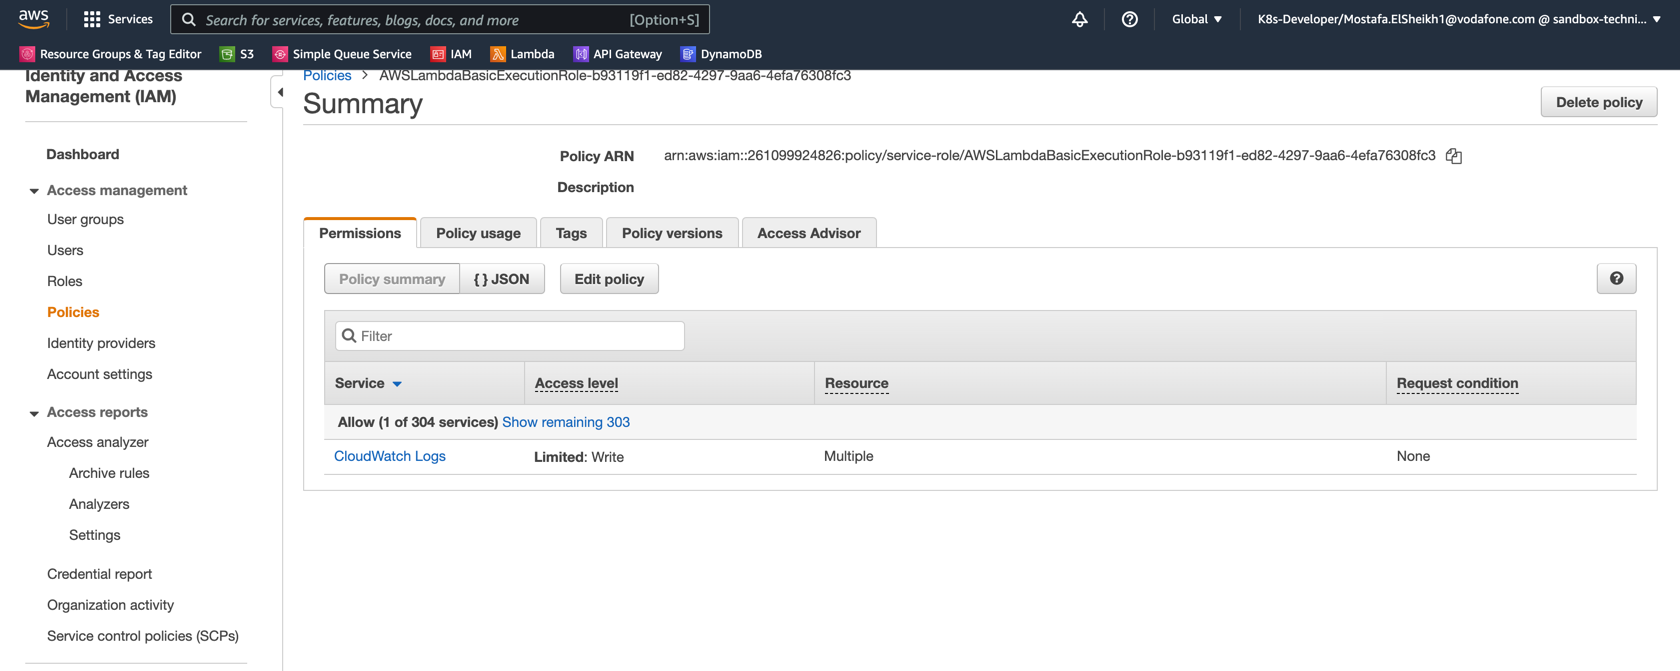 aws
Services
Search for services, features, blogs, docs, and more [Option+S]
Global
K8s-Developer/Mostafa.ElSheikh1@vodafone.com @ sandbox-techni...
Resource Groups & Tag Editor S3 Simple Queue Service IAM Lambda API Gateway DynamoDB
Identity and Access
Management (IAM)
Dashboard
Access management
User groups
Users
Roles
Policies
Identity providers
Account settings
Access reports
Access analyzer
Archive rules
Analyzers
Settings
Credential report
Organization activity
Service control policies (SCPs)
Policies > AWSLambdaBasicExecutionRole-b93119f1-ed82-4297-9aa6-4efa76308fc3
Summary
Delete policy
Policy ARN arn:aws:iam::261099924826:policy/service-role/AWSLambdaBasicExecutionRole-b93119f1-ed82-4297-9aa6-4efa76308fc3
Description
Permissions Policy usage Tags Policy versions Access Advisor
Policy summary { } JSON Edit policy
Filter
Service Access level Resource Request condition
Allow (1 of 304 services) Show remaining 303
CloudWatch Logs Limited: Write Multiple None